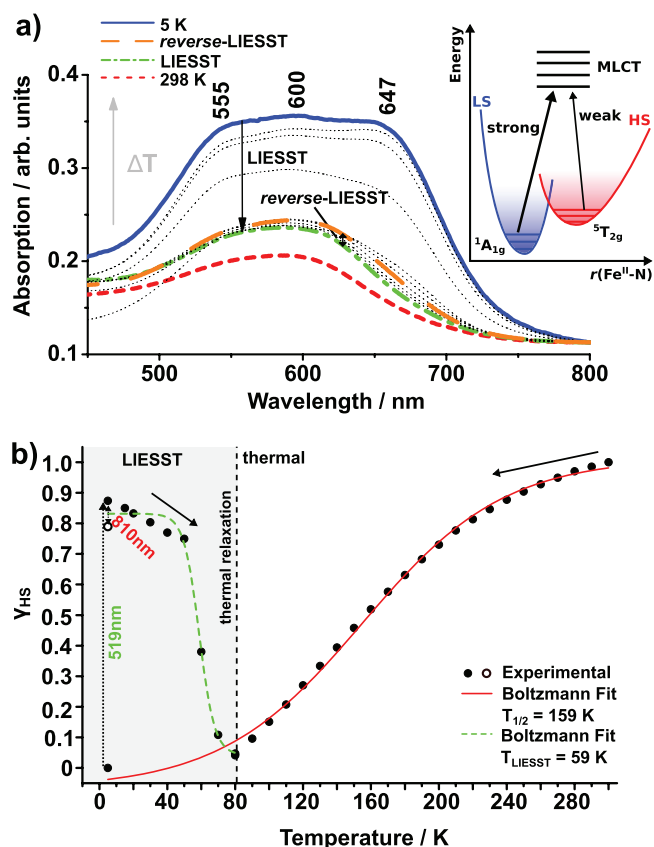 a)
5 K
reverse-LIESST
LIESST
298 K
Absorption / arb. units
0.4
0.3
0.2
0.1
ΔT
555
600
647
LIESST
reverse-LIESST
500
600
700
800
Wavelength / nm
Energy
MLCT
LS
HS
strong
weak
¹A₁g
⁵T₂g
r(Feᴵᴵ-N)
b)
LIESST
thermal
γHS
1.0
0.9
0.8
0.7
0.6
0.5
0.4
0.3
0.2
0.1
0
810nm
519nm
thermal relaxation
Experimental
Boltzmann Fit
T₁/₂ = 159 K
Boltzmann Fit
TLIESST = 59 K
0 40 80 120 160 200 240 280
Temperature / K